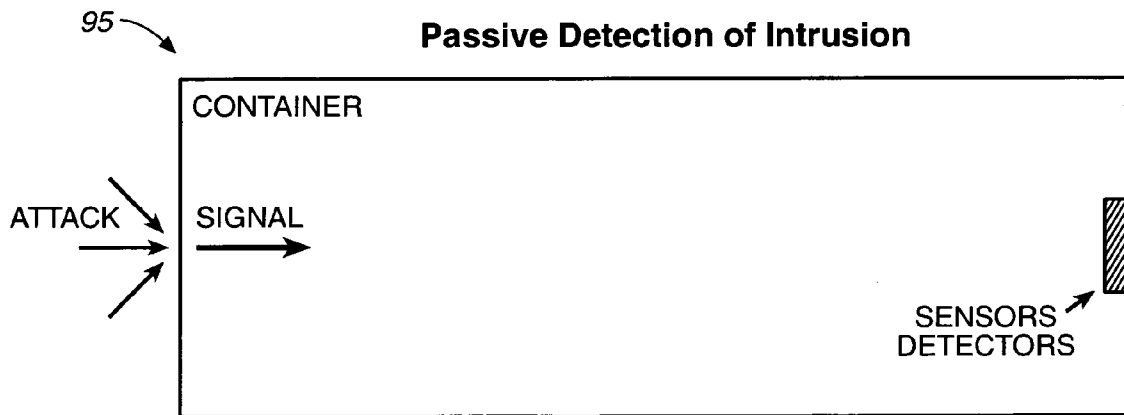 95
Passive Detection of Intrusion
CONTAINER
ATTACK
SIGNAL
SENSORS
DETECTORS